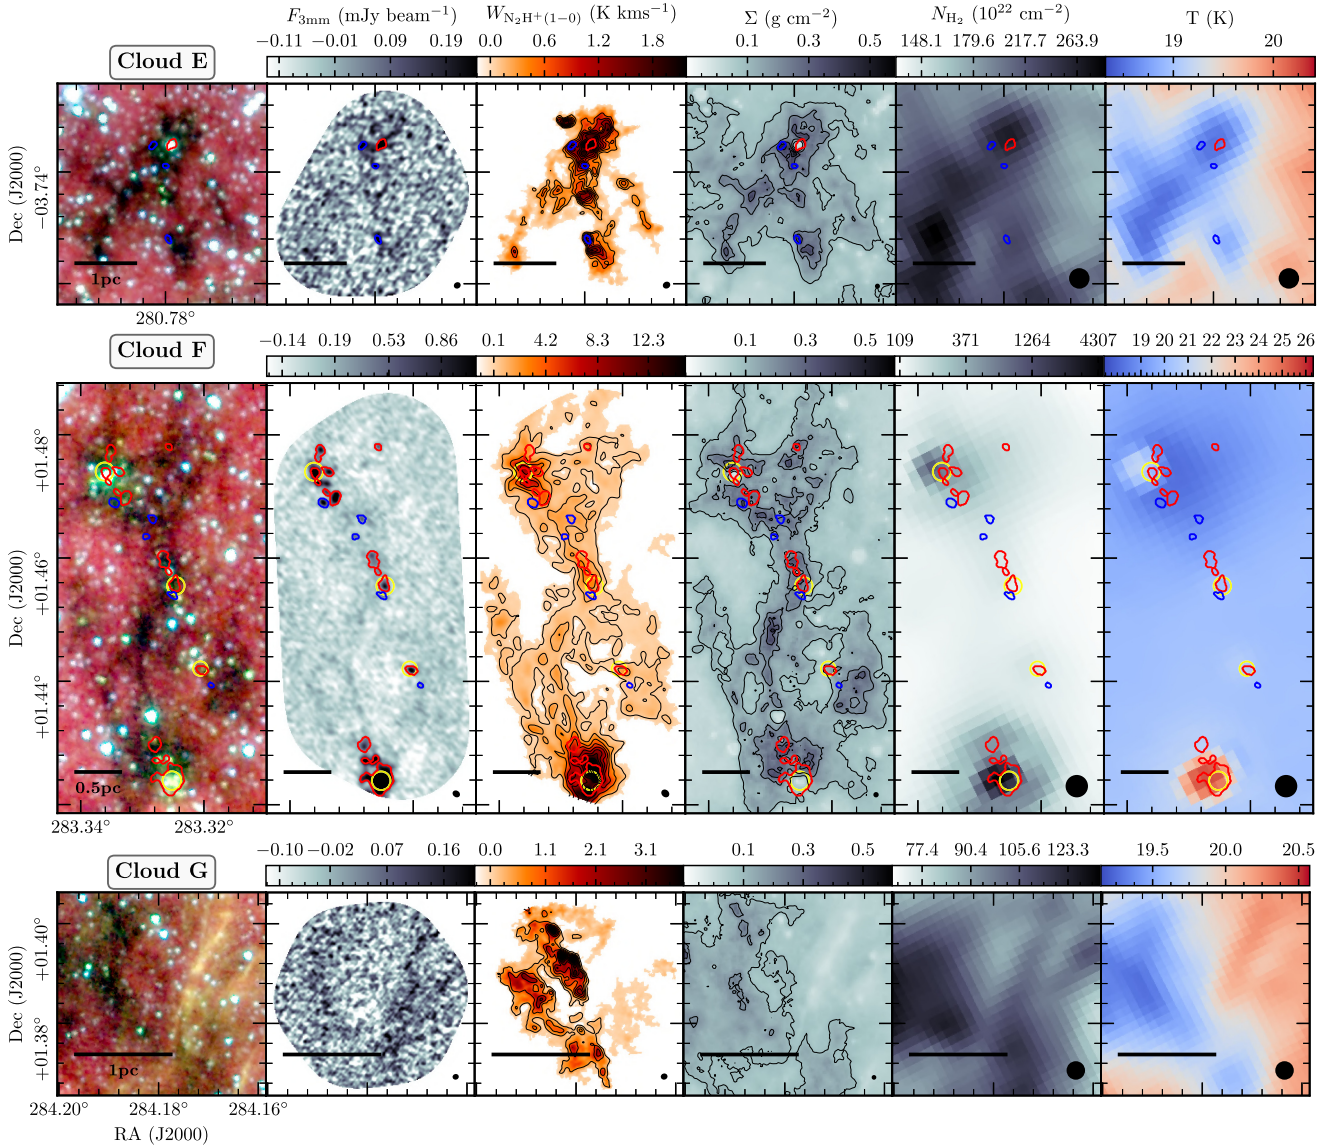 F3mm (mJy beam−1) WN2H+(1−0) (K kms−1) Σ (g cm−2) NH2 (10^22 cm−2) T (K)
−0.11 −0.01 0.09 0.19 0.0 0.6 1.2 1.8 0.1 0.3 0.5 148.1 179.6 217.7 263.9 19 20
Cloud E
Dec (J2000)
−03.74°
1pc
280.78°
Cloud F
−0.14 0.19 0.53 0.86 0.1 4.2 8.3 12.3 0.1 0.3 0.5 109 371 1264 4307 19 20 21 22 23 24 25 26
+01.48°
+01.46°
Dec (J2000)
+01.44°
0.5pc
283.34° 283.32°
Cloud G
−0.10 −0.02 0.07 0.16 0.0 1.1 2.1 3.1 0.1 0.3 0.5 77.4 90.4 105.6 123.3 19.5 20.0 20.5
+01.40°
Dec (J2000)
+01.38°
1pc
284.20° 284.18° 284.16°
RA (J2000)